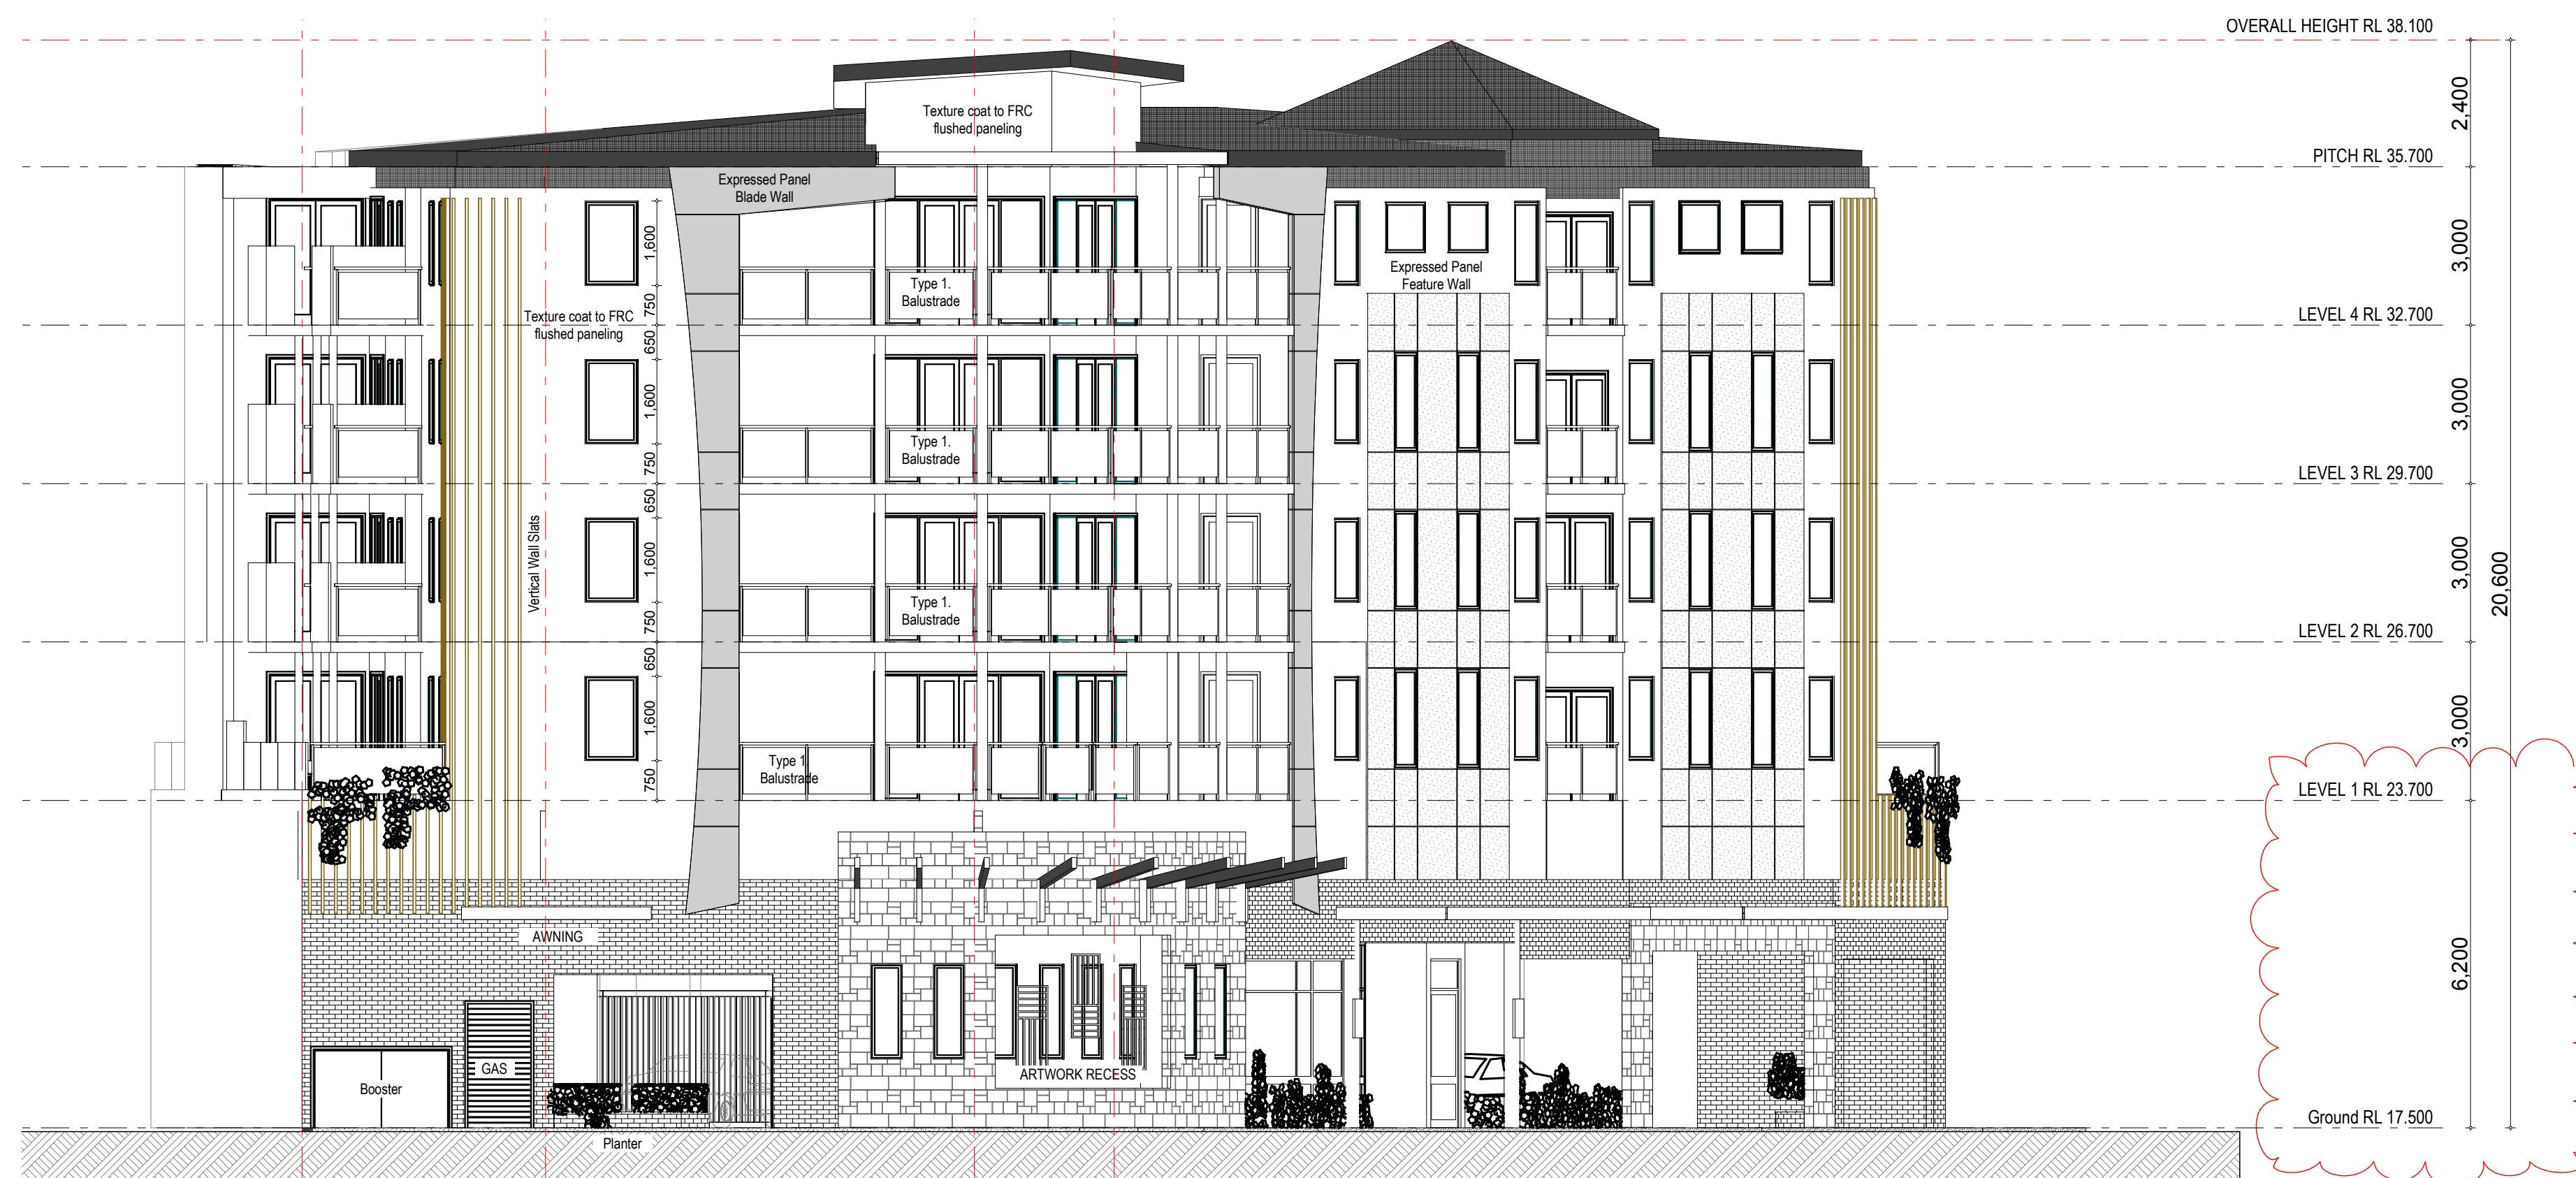 OVERALL HEIGHT RL 38.100
2,400
Texture coat to FRC
flushed paneling
PITCH RL 35.700
Expressed Panel
Blade Wall
1,600
3,000
Expressed Panel
Feature Wall
Type 1.
Balustrade
750
Texture coat to FRC
flushed paneling
LEVEL 4 RL 32.700
650
1,600
3,000
Type 1.
Balustrade
750
LEVEL 3 RL 29.700
650
Vertical Wall Slats
1,600
3,000
20,600
Type 1.
Balustrade
750
LEVEL 2 RL 26.700
650
1,600
3,000
Type 1.
Balustrade
750
LEVEL 1 RL 23.700
AWNING
6,200
GAS
ARTWORK RECESS
Booster
Ground RL 17.500
Planter